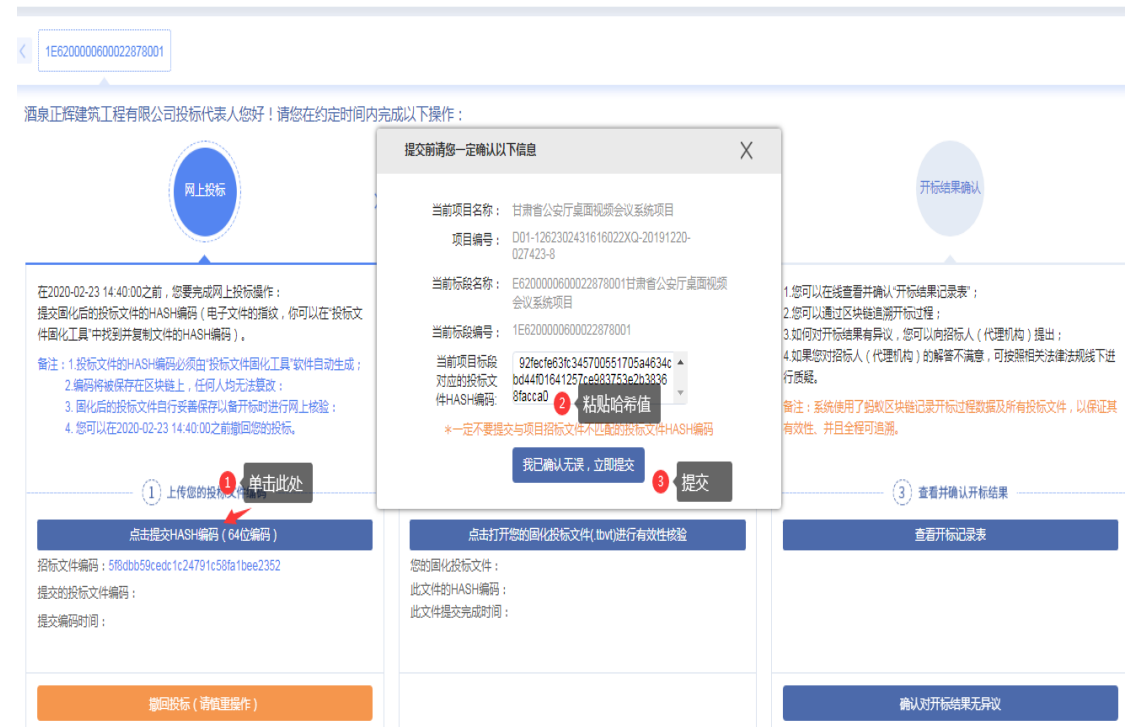 1E6200000600022878001
酒泉正辉建筑工程有限公司投标代表人您好！请您在约定时间内完成以下操作：
网上投标
在2020-02-23 14:40:00之前，您要完成网上投标操作：
提交固化后的投标文件的HASH编码（电子文件的指纹，你可以在“投标文
件固化工具”中找到并复制文件的HASH编码）。
备注：1.投标文件的HASH编码必须由“投标文件固化工具”软件自动生成；
2.编码将被保存在区块链上，任何人均无法篡改；
3. 固化后的投标文件自行妥善保存以备开标时进行网上核验；
4. 您可以在2020-02-23 14:40:00之前撤回您的投标。
1 单击此处
1 上传您的投标文件编码
点击提交HASH编码（64位编码）
招标文件编码：5f8dbb59cedc1c24791c58fa1bee2352
提交的投标文件编码：
提交编码时间：
撤回投标（请慎重操作）
提交前请您一定确认以下信息 X
当前项目名称： 甘肃省公安厅桌面视频会议系统项目
项目编号： D01-1262302431616022XQ-20191220-
027423-8
当前标段名称： E6200000600022878001甘肃省公安厅桌面视频
会议系统项目
当前标段编号： 1E6200000600022878001
当前项目标段
对应的投标文
件HASH编码:
92fecfe63fc345700551705a4634c
bd44f01641257ce983753e2b3836
8facca0
2 粘贴哈希值
*一定不要提交与项目招标文件不匹配的投标文件HASH编码
我已确认无误，立即提交
3 提交
点击打开您的固化投标文件(.tbvt)进行有效性核验
您的固化投标文件：
此文件的HASH编码：
此文件提交完成时间：
开标结果确认
1.您可以在线查看并确认“开标结果记录表”；
2.您可以通过区块链追溯开标过程；
3.如何对开标结果有异议，您可以向招标人（代理机构）提出；
4.如果您对招标人（代理机构）的解答不满意，可按照相关法律法规线下进
行质疑。
备注：系统使用了蚂蚁区块链记录开标过程数据及所有投标文件，以保证其
有效性、并且全程可追溯。
3 查看并确认开标结果
查看开标记录表
确认对开标结果无异议